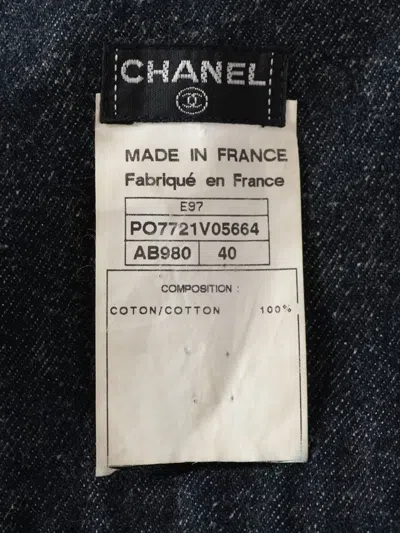 CHANEL
MADE IN FRANCE
Fabriqué en France
E97
PO7721V05664
AB980 40
COMPOSITION :
COTON/COTTON 100%